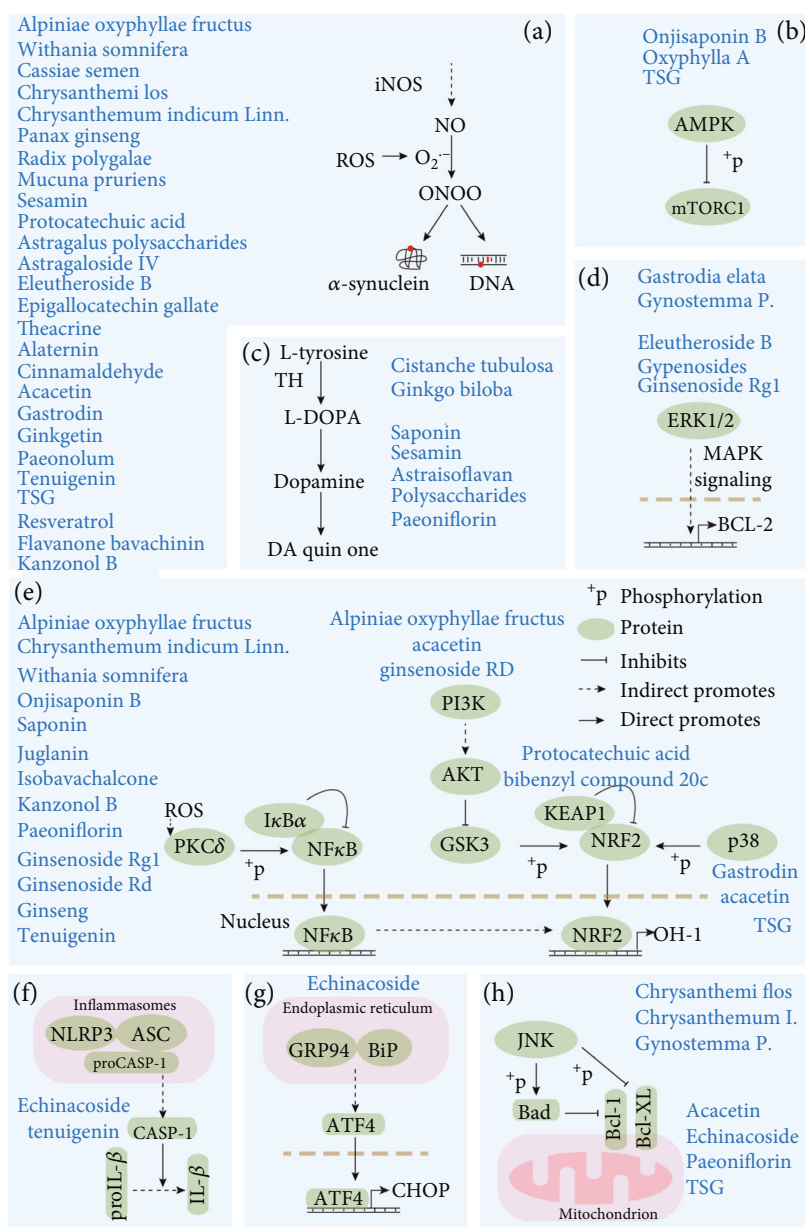 (a)
Alpiniae oxyphyllae fructus
Withania somnifera
Cassiae semen
Chrysanthemi los
Chrysanthemum indicum Linn.
Panax ginseng
Radix polygalae
Mucuna pruriens
Sesamin
Protocatechuic acid
Astragalus polysaccharides
Astragaloside IV
Eleutheroside B
Epigallocatechin gallate
Theacrine
Alaternin
Cinnamaldehyde
Acacetin
Gastrodin
Ginkgetin
Paeonolum
Tenuigenin
TSG
Resveratrol
Flavanone bavachinin
Kanzonol B
iNOS
NO
ROS
O2·−
ONOO
α-synuclein
DNA
(b)
Onjisaponin B
Oxyphylla A
TSG
AMPK
+p
mTORC1
(c)
L-tyrosine
TH
L-DOPA
Dopamine
DA quin one
Cistanche tubulosa
Ginkgo biloba
Saponin
Sesamin
Astraisoflavan
Polysaccharides
Paeoniflorin
(d)
Gastrodia elata
Gynostemma P.
Eleutheroside B
Gypenosides
Ginsenoside Rg1
ERK1/2
MAPK
signaling
BCL-2
(e)
Alpiniae oxyphyllae fructus
Chrysanthemum indicum Linn.
Withania somnifera
Onjisaponin B
Saponin
Juglanin
Isobavachalcone
Kanzonol B
Paeoniflorin
Ginsenoside Rg1
Ginsenoside Rd
Ginseng
Tenuigenin
ROS
PKCδ
+p
IκBα
NFκB
Nucleus
NFκB
Alpiniae oxyphyllae fructus
acacetin
ginsenoside RD
PI3K
AKT
GSK3
+p
Protocatechuic acid
bibenzyl compound 20c
KEAP1
NRF2
+p
p38
Gastrodin
acacetin
TSG
NRF2
OH-1
+p Phosphorylation
Protein
Inhibits
Indirect promotes
Direct promotes
(f)
Inflammasomes
NLRP3
ASC
proCASP-1
Echinacoside
tenuigenin
CASP-1
proIL-β
IL-β
(g)
Echinacoside
Endoplasmic reticulum
GRP94
BiP
ATF4
ATF4
CHOP
(h)
Chrysanthemi flos
Chrysanthemum I.
Gynostemma P.
JNK
+p
+p
Bad
Bcl-1
Bcl-XL
Acacetin
Echinacoside
Paeoniflorin
TSG
Mitochondrion